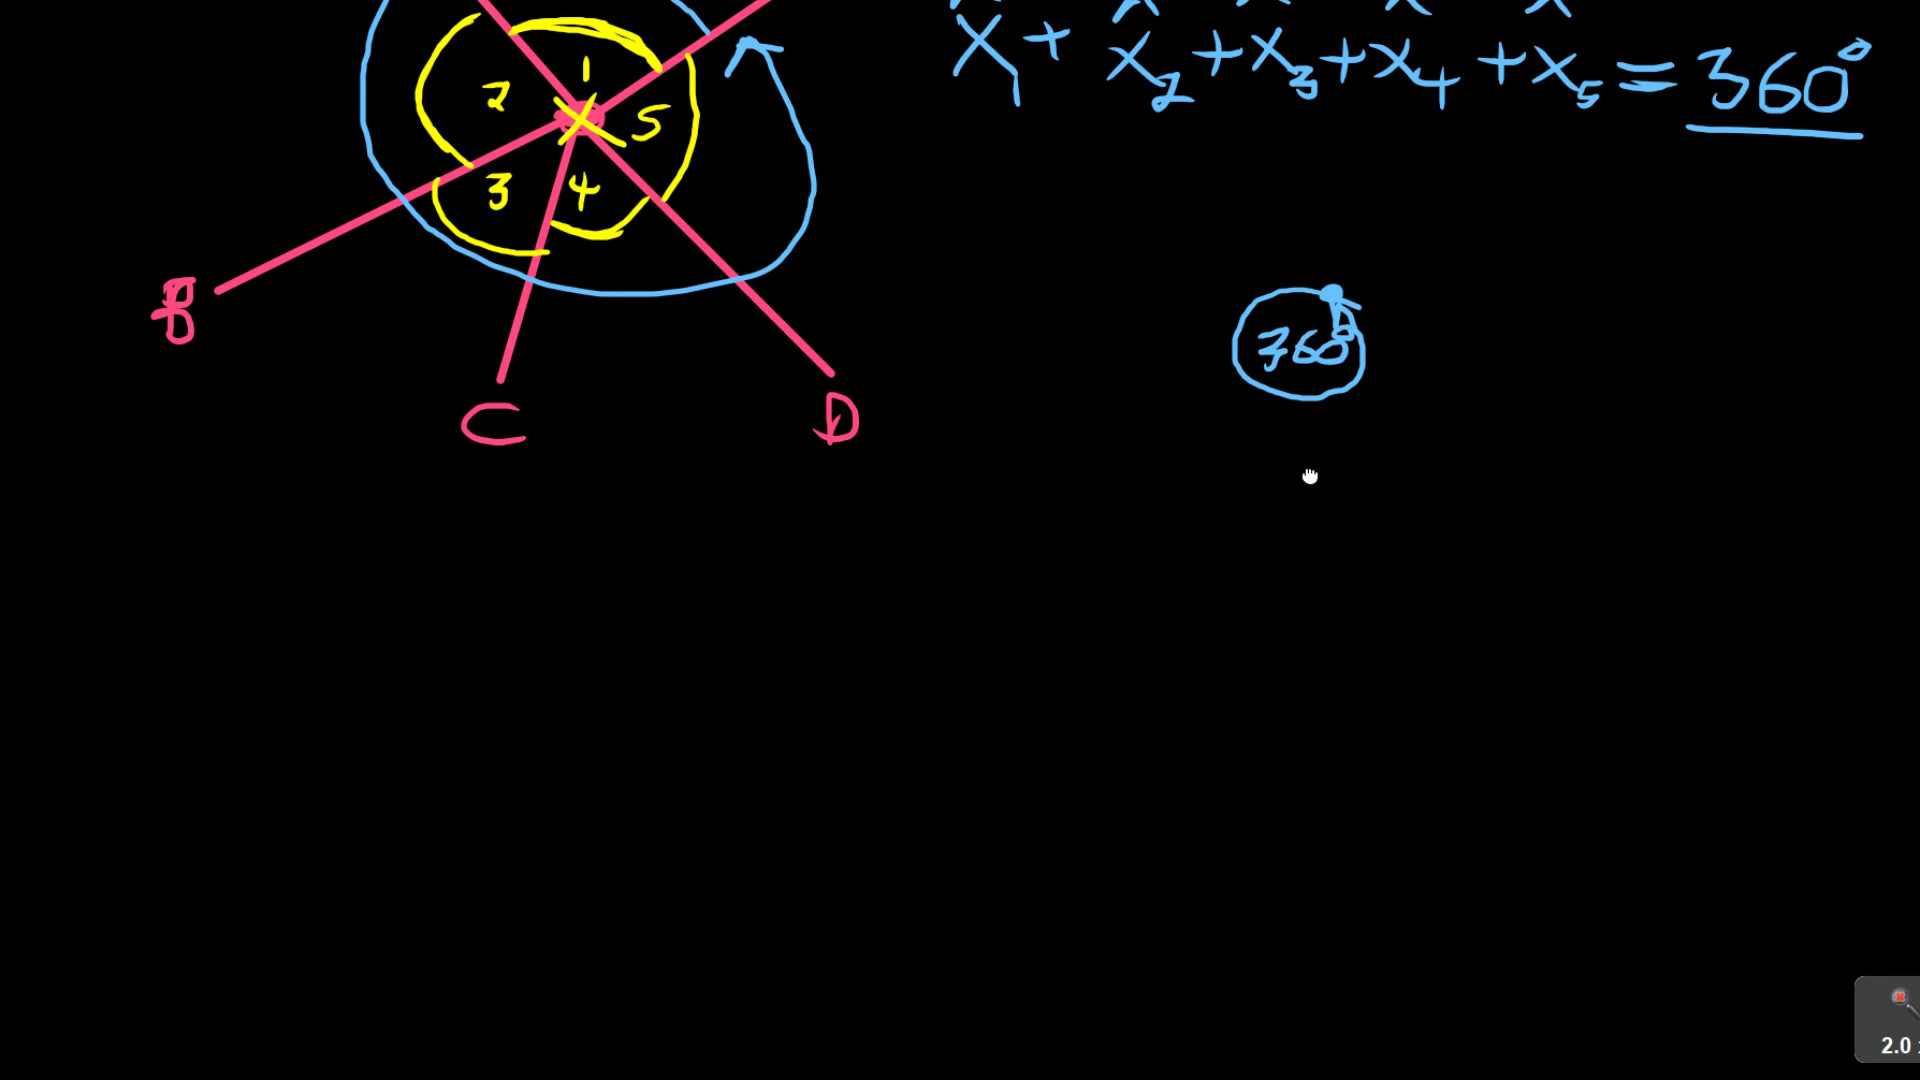 X₁ + X₂ + X₃ + X₄ + X₅ = 360°
1
2
5
3
4
B
360
C
D
2.0